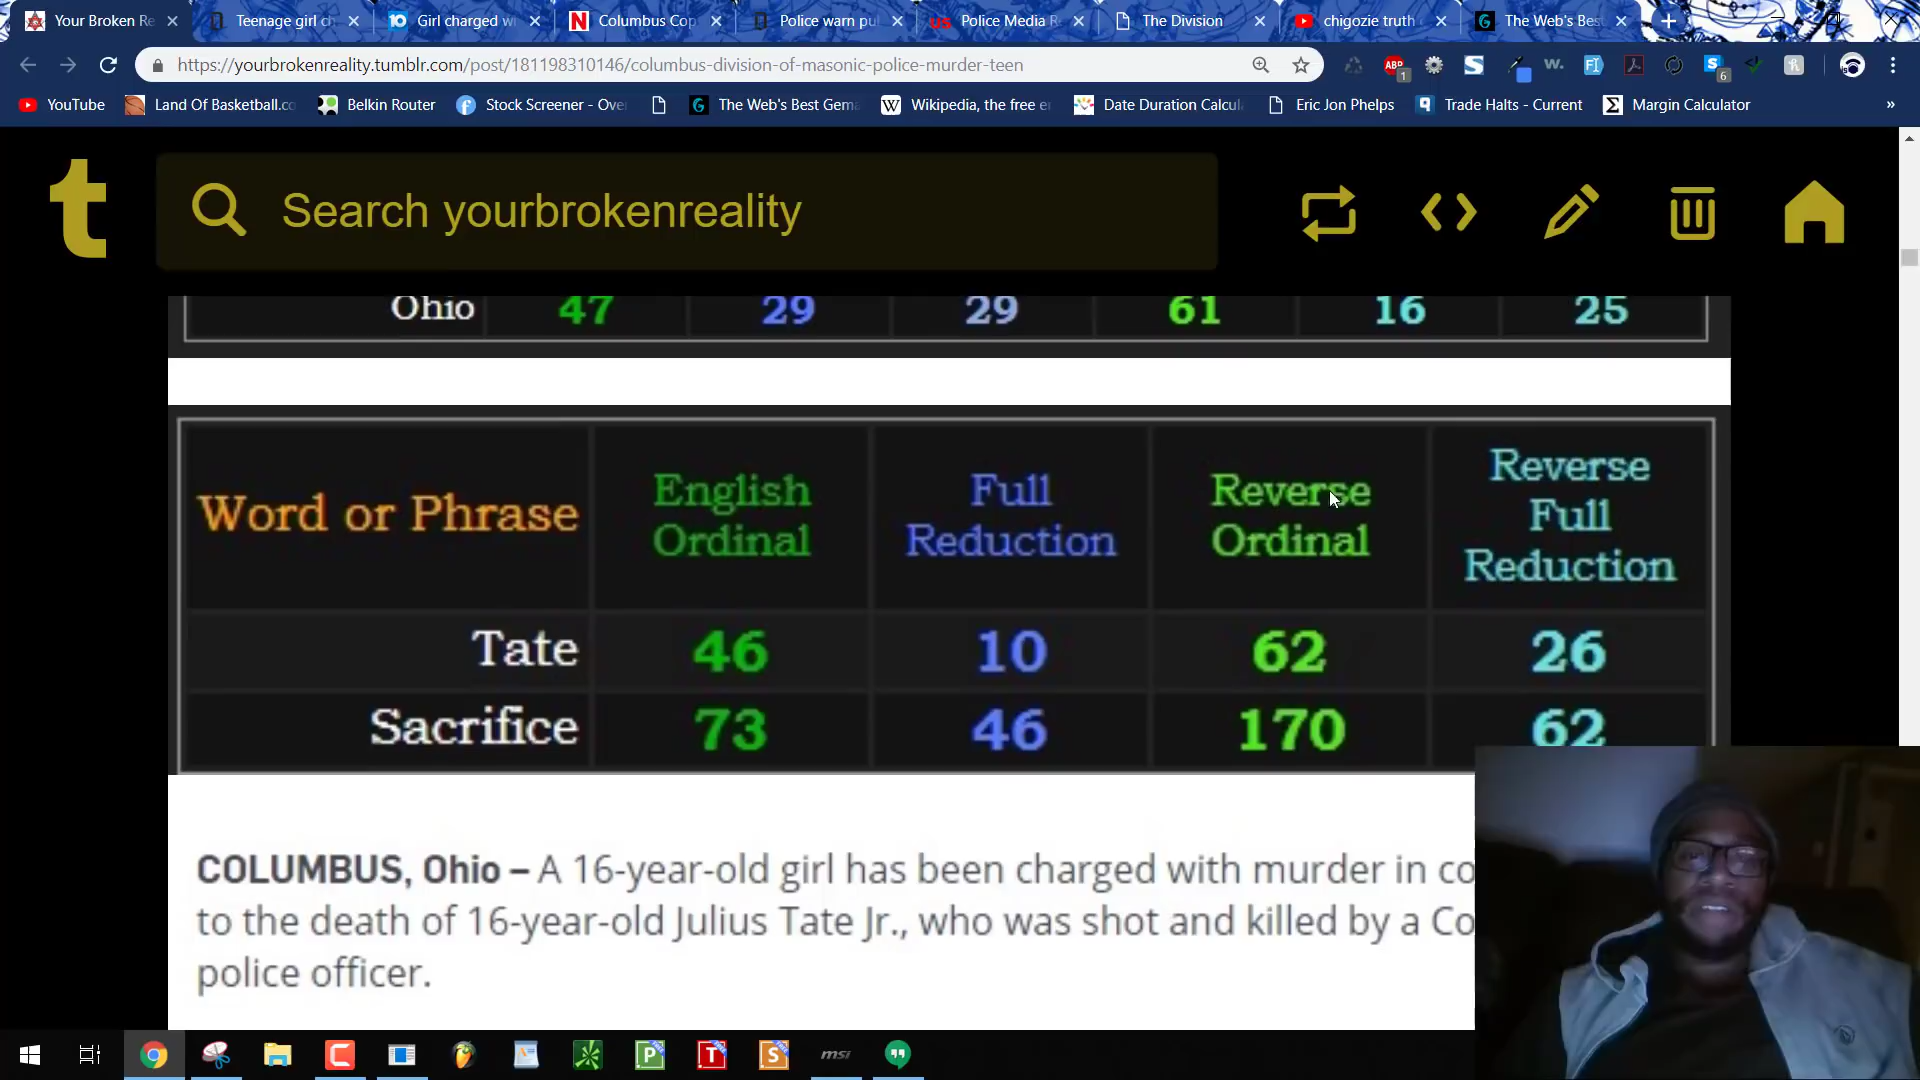 Your Broken Re
Teenage girl c
Girl charged w
Columbus Cop
Police warn pu
Police Media R
The Division
chigozie truth
The Web's Best
https://yourbrokenreality.tumblr.com/post/181198310146/columbus-division-of-masonic-police-murder-teen
YouTube
Land Of Basketball.co
Belkin Router
Stock Screener - Ove
The Web's Best Gema
Wikipedia, the free e
Date Duration Calcul
Eric Jon Phelps
Trade Halts - Current
Margin Calculator
»
t
Search yourbrokenreality
Ohio 47 29 29 61 16 25
Word or Phrase
English
Ordinal
Full
Reduction
Reverse
Ordinal
Reverse
Full
Reduction
Tate 46 10 62 26
Sacrifice 73 46 170 62
COLUMBUS, Ohio – A 16-year-old girl has been charged with murder in co
to the death of 16-year-old Julius Tate Jr., who was shot and killed by a Co
police officer.
msi